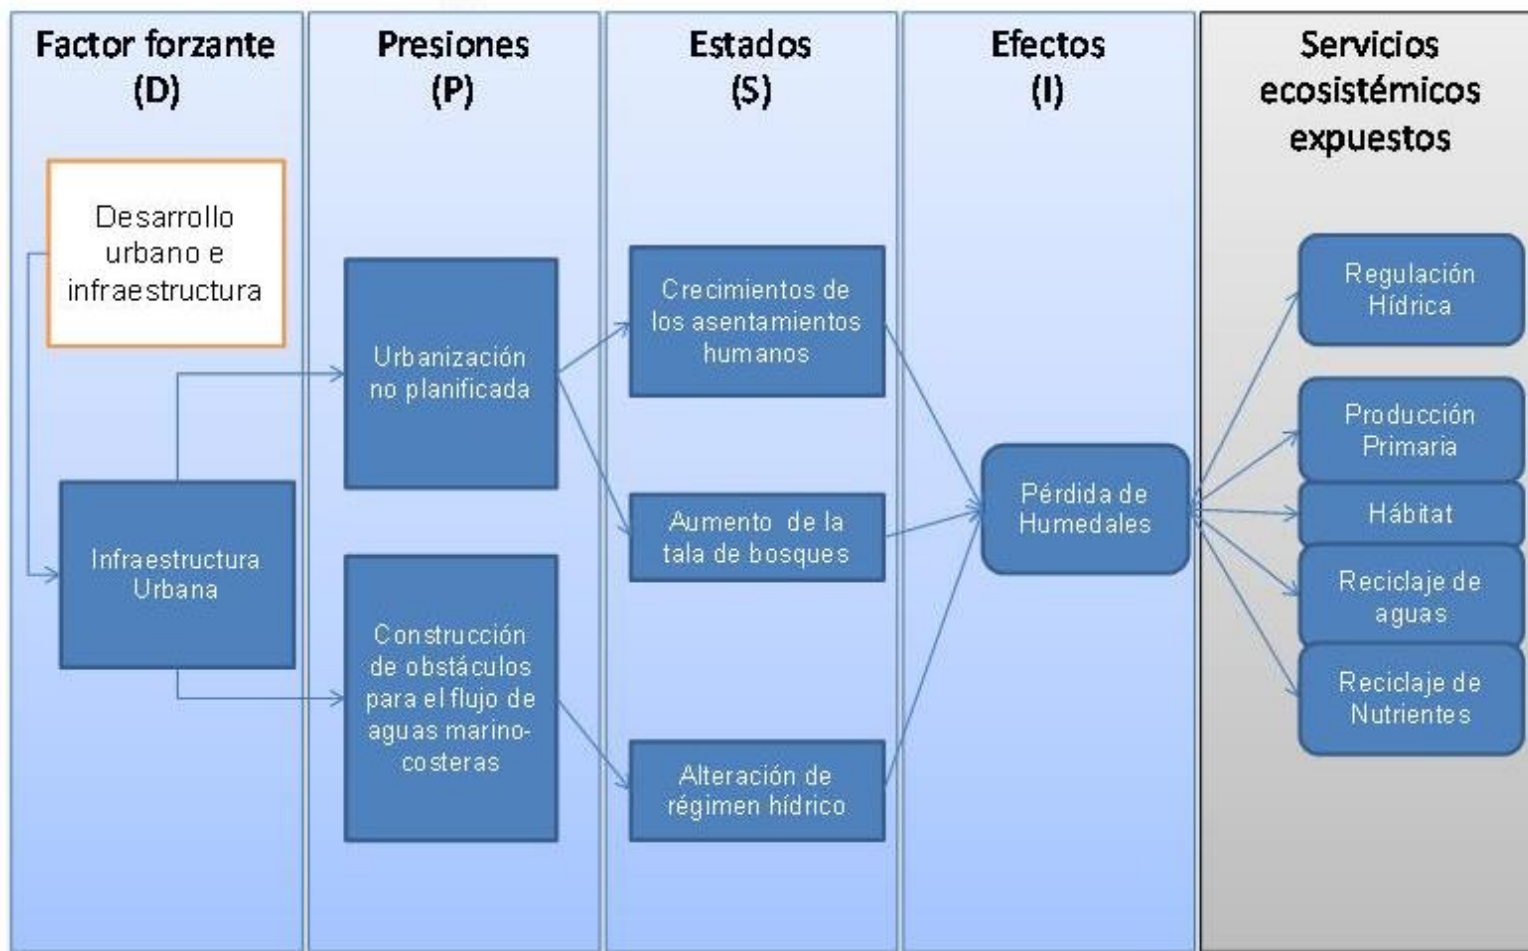 Factor forzante
(D)
Presiones
(P)
Estados
(S)
Efectos
(I)
Servicios
ecosistémicos
expuestos
Desarrollo
urbano e
infraestructura
Infraestructura
Urbana
Urbanización
no planificada
Construcción
de obstáculos
para el flujo de
aguas marino-
costeras
Crecimientos de
los asentamientos
humanos
Aumento de la
tala de bosques
Alteración de
régimen hídrico
Pérdida de
Humedales
Regulación
Hídrica
Producción
Primaria
Hábitat
Reciclaje de
aguas
Reciclaje de
Nutrientes